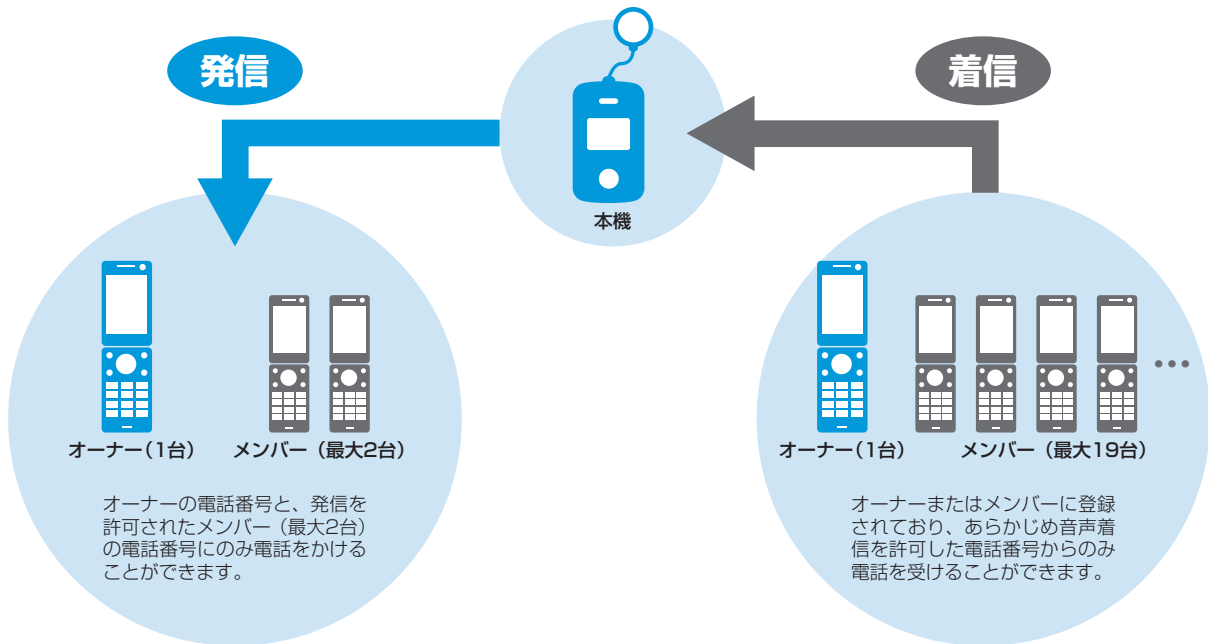 発信
着信
本機
オーナー(1台)
メンバー(最大2台)
オーナーの電話番号と、発信を
許可されたメンバー(最大2台)
の電話番号にのみ電話をかける
ことができます。
オーナー(1台)
メンバー(最大19台)
オーナーまたはメンバーに登録
されており、あらかじめ音声着
信を許可した電話番号からのみ
電話を受けることができます。